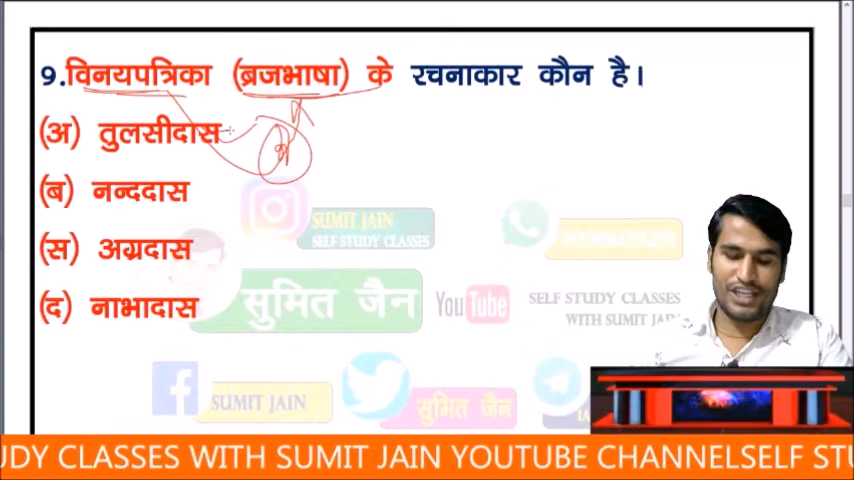 9.विनयपत्रिका (ब्रजभाषा) के रचनाकार कौन है।
(अ) तुलसीदास
(ब) नन्ददास
(स) अग्रदास
(द) नाभादास
SUMIT JAIN
SELF STUDY CLASSES
सुमित जैन
YouTube
SELF STUDY CLASSES
WITH SUMIT JAIN
SUMIT JAIN
सुमित जैन
UDY CLASSES WITH SUMIT JAIN YOUTUBE CHANNELSELF STU